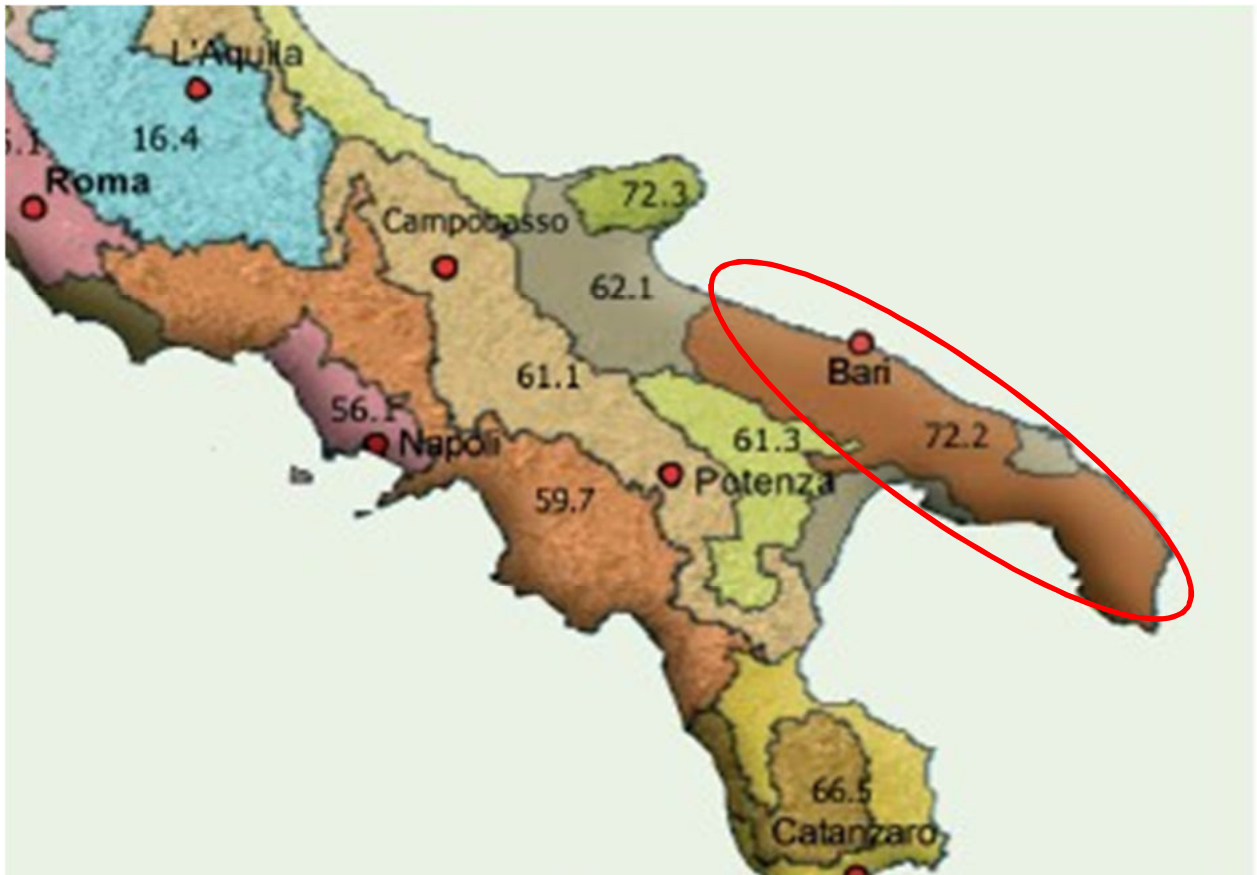 L'Aquila
16.4
Roma
72.3
Campobasso
62.1
Bari
61.1
56.1
72.2
61.3
Napoli
Potenza
59.7
66.5
Catanzaro